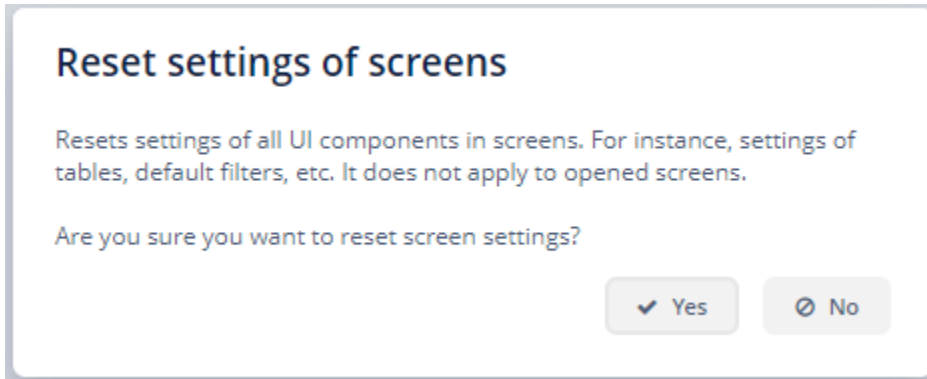 Reset settings of screens
Resets settings of all UI components in screens. For instance, settings of
tables, default filters, etc. It does not apply to opened screens.
Are you sure you want to reset screen settings?
Yes
No